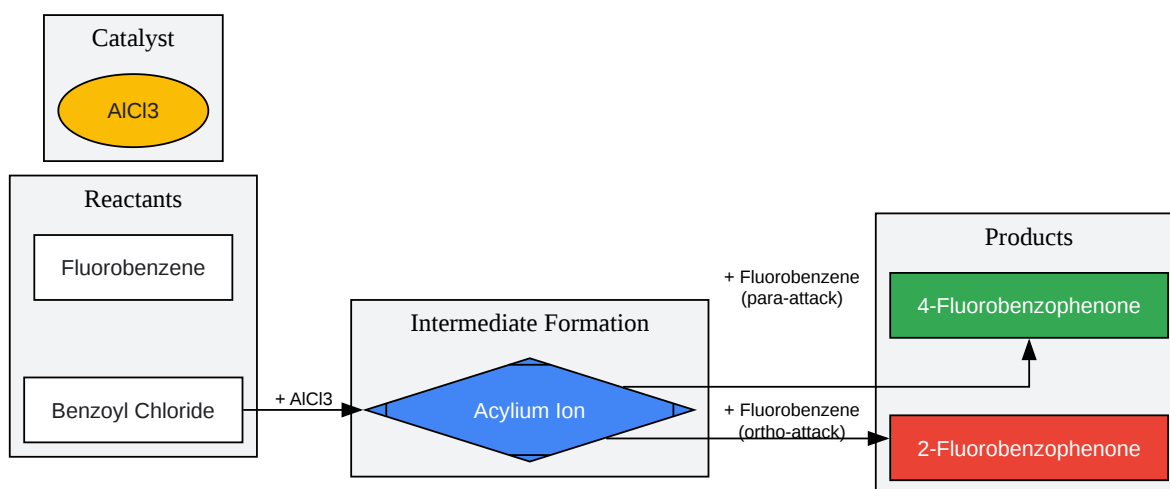 Catalyst
AlCl3
Reactants
Fluorobenzene
Benzoyl Chloride
+ AlCl3
Intermediate Formation
Acylium Ion
+ Fluorobenzene
(para-attack)
+ Fluorobenzene
(ortho-attack)
Products
4-Fluorobenzophenone
2-Fluorobenzophenone